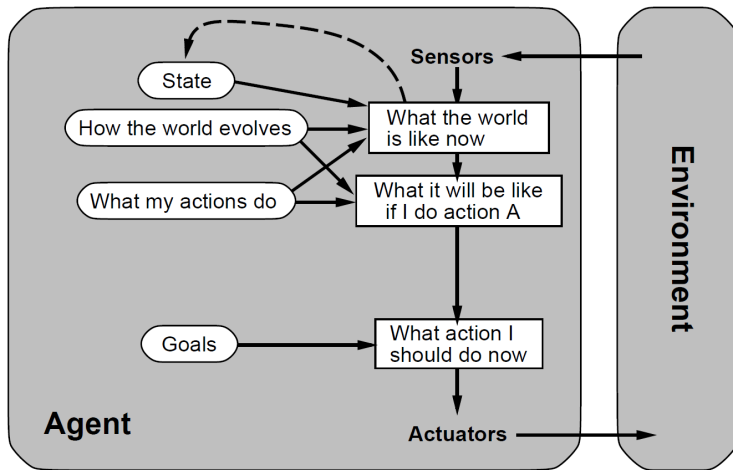 Sensors
State
What the world
is like now
How the world evolves
What it will be like
if I do action A
What my actions do
Environment
What action I
should do now
Goals
Agent
Actuators